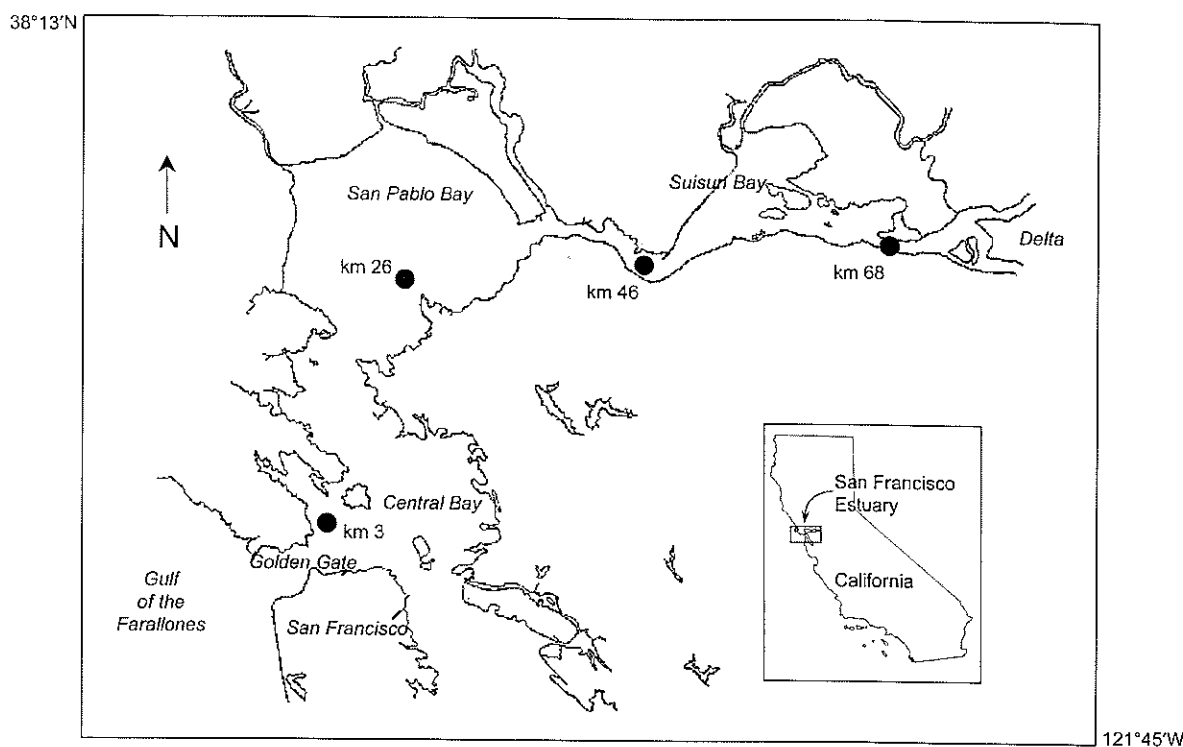 38°13′N
San Pablo Bay
Suisun Bay
N
Delta
km 26
km 46
km 68
San Francisco
Estuary
Central Bay
km 3
Golden Gate
California
Gulf
of the
Farallones
San Francisco
121°45′W